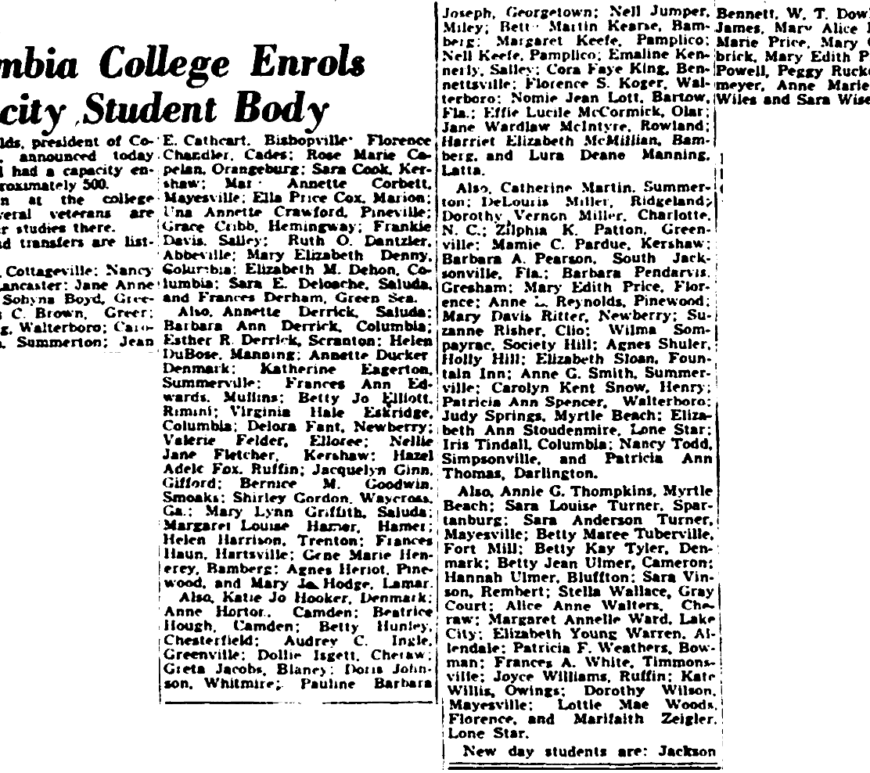 mbia College Enrols
city Student Body
lds, president of Co-
, announced today
l had a capacity en-
roximately 500.
n at the college
veral veterans are
r studies there.
d transfers are list-
, Cottageville; Nancy
Lancaster; Jane Anne
Sobyna Boyd, Gree-
s C. Brown, Greer;
g, Walterboro; Caro-
, Summerton; Jean
E. Cathcart, Bishopville; Florence
Chandler, Cades; Rose Marie Co-
pelan, Orangeburg; Sara Cook, Ker-
shaw; Mar Annette Corbett,
Mayesville; Ella Price Cox, Marion;
Una Annette Crawford, Pineville;
Grace Cribb, Hemingway; Frankie
Davis, Salley; Ruth O. Dantzler,
Abbeville; Mary Elizabeth Denny,
Columbia; Elizabeth M. Dehon, Co-
lumbia; Sara E. Deloache, Saluda,
and Frances Derham, Green Sea.
Also, Annette Derrick, Saluda;
Barbara Ann Derrick, Columbia;
Esther R. Derrick, Scranton; Helen
DuBose, Manning; Annette Ducker
Denmark; Katherine Eagerton,
Summerville; Frances Ann Ed-
wards, Mullins; Betty Jo Elliott,
Rimini; Virginia Hale Eskridge,
Columbia; Delora Fant, Newberry;
Valerie Felder, Elloree; Nellie
Jane Fletcher, Kershaw; Hazel
Adele Fox, Ruffin; Jacquelyn Ginn,
Gifford; Bernice M. Goodwin,
Smoaks; Shirley Gordon, Waycross,
Ga.; Mary Lynn Griffith, Saluda;
Margaret Louise Hamer, Hamer;
Helen Harrison, Trenton; Frances
Haun, Hartsville; Gene Marie Hen-
erey, Bamberg; Agnes Heriot, Pine-
wood, and Mary Jo Hodge, Lamar.
Also, Katie Jo Hooker, Denmark;
Anne Horton, Camden; Beatrice
Hough, Camden; Betty Hunley,
Chesterfield; Audrey C. Ingle,
Greenville; Dollie Isgett, Cheraw;
Greta Jacobs, Blaney; Doris John-
son, Whitmire; Pauline Barbara
Joseph, Georgetown; Nell Jumper,
Miley; Bett Martin Kearse, Bam-
berg; Margaret Keefe, Pamplico;
Nell Keefe, Pamplico; Emaline Ken-
nerly, Salley; Cora Faye King, Ben-
nettsville; Florence S. Koger, Wal-
terboro; Nomie Jean Lott, Bartow,
Fla.; Effie Lucile McCormick, Olar;
Jane Wardlaw McIntyre, Rowland;
Harriet Elizabeth McMillian, Bam-
berg, and Lura Deane Manning,
Latta.
Also, Catherine Martin, Summer-
ton; DeLouris Miller, Ridgeland;
Dorothy Vernon Miller, Charlotte,
N. C.; Zilphia K. Patton, Green-
ville; Mamie C. Pardue, Kershaw;
Barbara A. Pearson, South Jack-
sonville, Fla.; Barbara Pendarvis,
Gresham; Mary Edith Price, Flor-
ence; Anne L. Reynolds, Pinewood;
Mary Davis Ritter, Newberry; Su-
zanne Risher, Clio; Wilma Som-
payrac, Society Hill; Agnes Shuler,
Holly Hill; Elizabeth Sloan, Foun-
tain Inn; Anne G. Smith, Summer-
ville; Carolyn Kent Snow, Henry;
Patricia Ann Spencer, Walterboro;
Judy Springs, Myrtle Beach; Eliza-
beth Ann Stoudenmire, Lone Star;
Iris Tindall, Columbia; Nancy Todd,
Simpsonville, and Patricia Ann
Thomas, Darlington.
Also, Annie G. Thompkins, Myrtle
Beach; Sara Louise Turner, Spar-
tanburg; Sara Anderson Turner,
Mayesville; Betty Maree Tuberville,
Fort Mill; Betty Kay Tyler, Den-
mark; Betty Jean Ulmer, Cameron;
Hannah Ulmer, Bluffton; Sara Vin-
son, Rembert; Stella Wallace, Gray
Court; Alice Anne Walters, Che-
raw; Margaret Annelle Ward, Lake
City; Elizabeth Young Warren, Al-
lendale; Patricia F. Weathers, Bow-
man; Frances A. White, Timmons-
ville; Joyce Williams, Ruffin; Kate
Willis, Owings; Dorothy Wilson,
Mayesville; Lottie Mae Woods,
Florence, and Marifaith Zeigler,
Lone Star.
New day students are: Jackson
Bennett, W. T. Dow
James, Mary Alice
Marie Price, Mary
brick, Mary Edith P
Powell, Peggy Ruck
meyer, Anne Marie
Wiles and Sara Wise